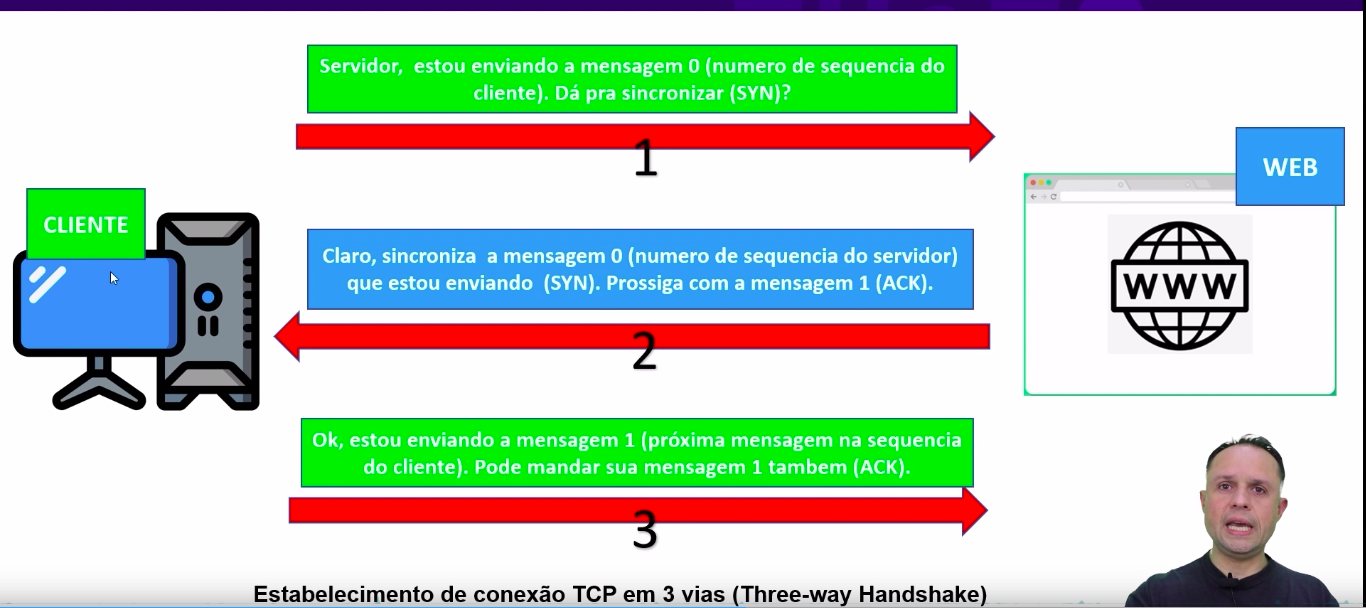 Servidor,  estou enviando a mensagem 0 (numero de sequencia do
cliente). Dá pra sincronizar (SYN)?
1
WEB
CLIENTE
Claro, sincroniza  a mensagem 0 (numero de sequencia do servidor)
que estou enviando  (SYN). Prossiga com a mensagem 1 (ACK).
WWW
2
Ok, estou enviando a mensagem 1 (próxima mensagem na sequencia
do cliente). Pode mandar sua mensagem 1 tambem (ACK).
3
Estabelecimento de conexão TCP em 3 vias (Three-way Handshake)